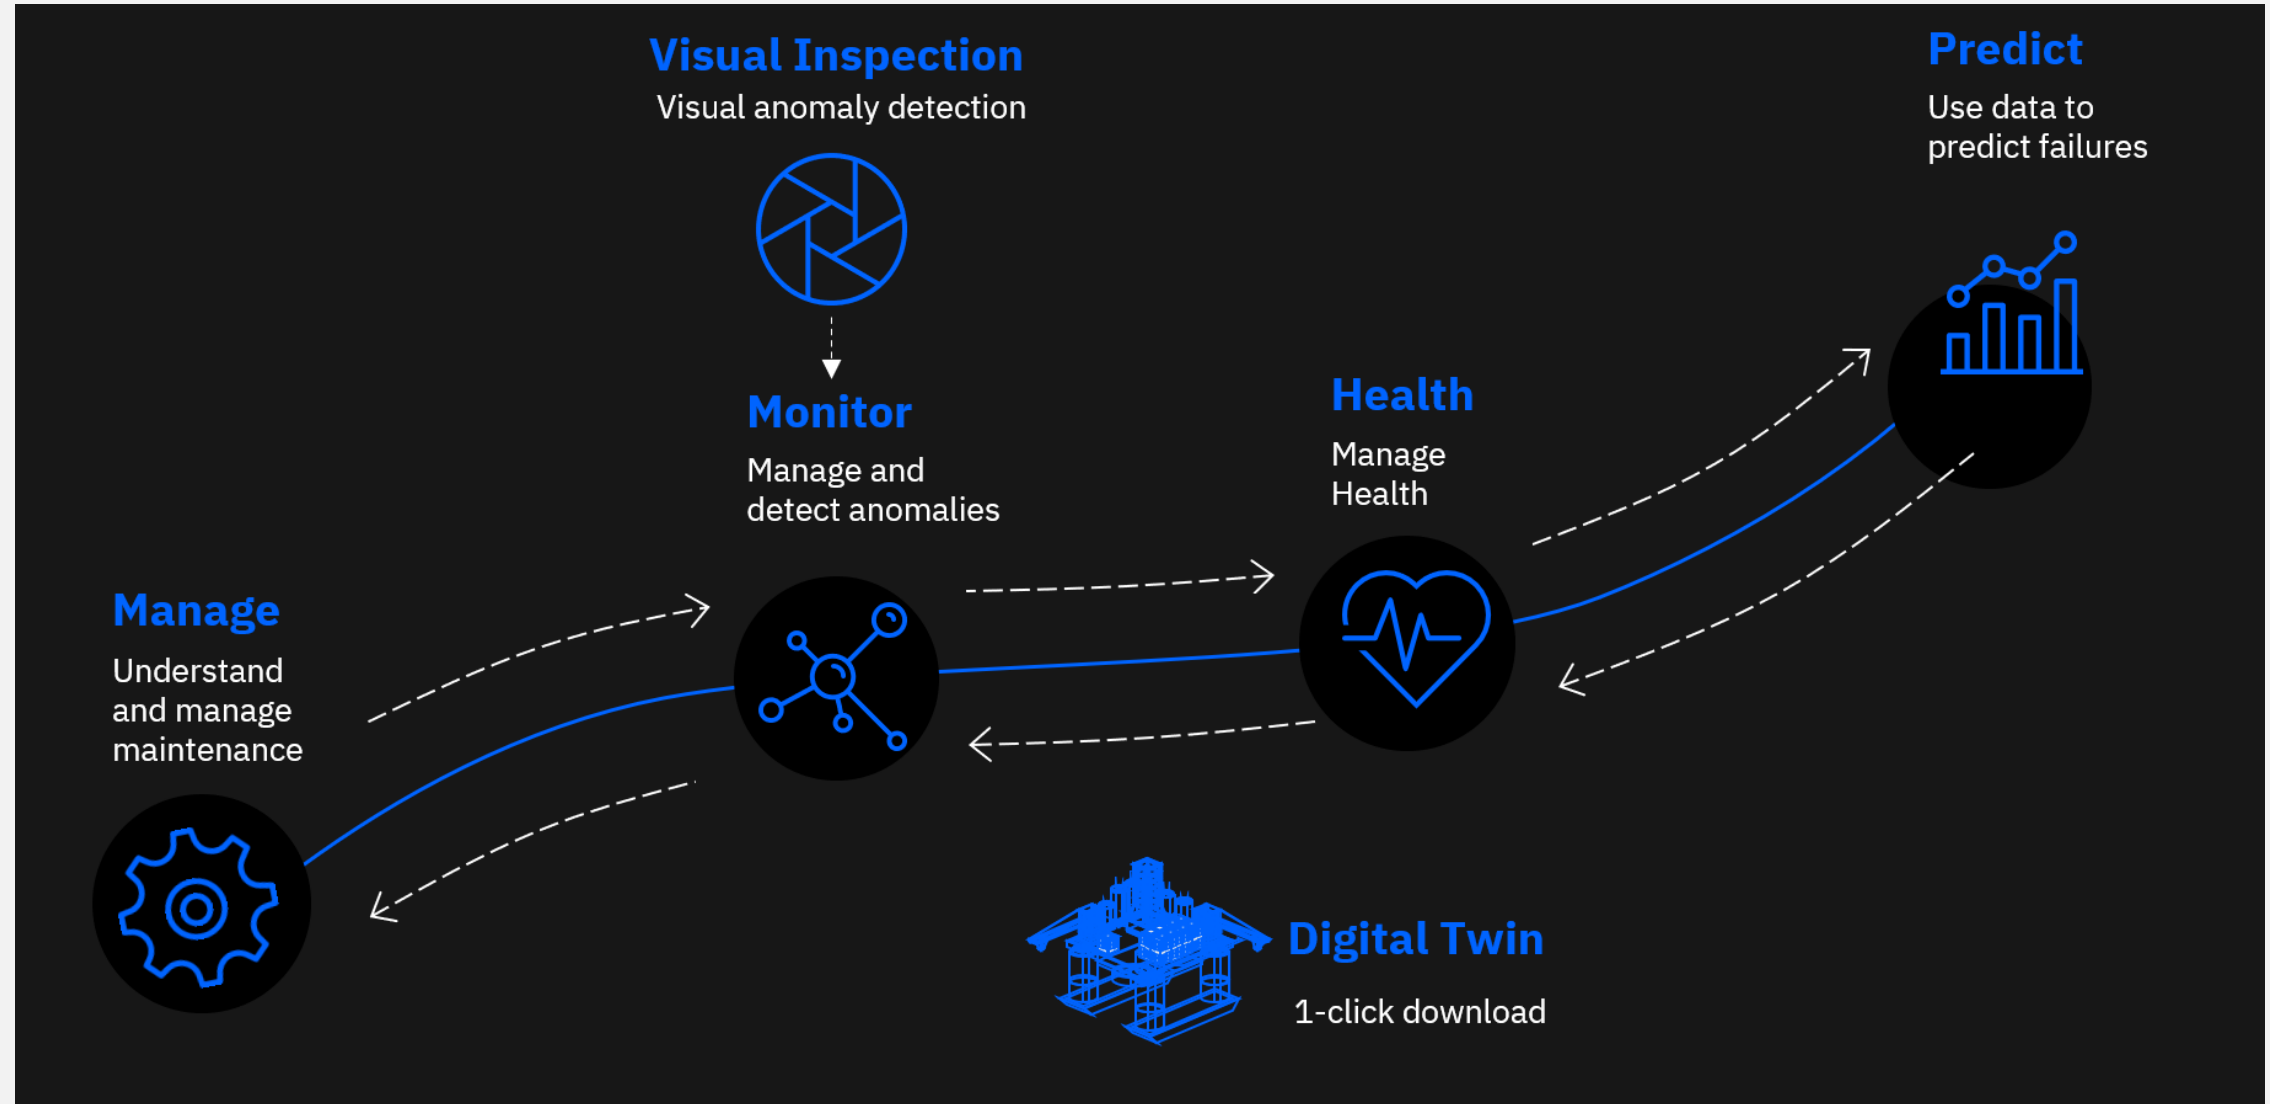 Visual Inspection
Visual anomaly detection
Predict
Use data to
predict failures
Monitor
Manage and
detect anomalies
Health
Manage
Health
Manage
Understand
and manage
maintenance
Digital Twin
1-click download